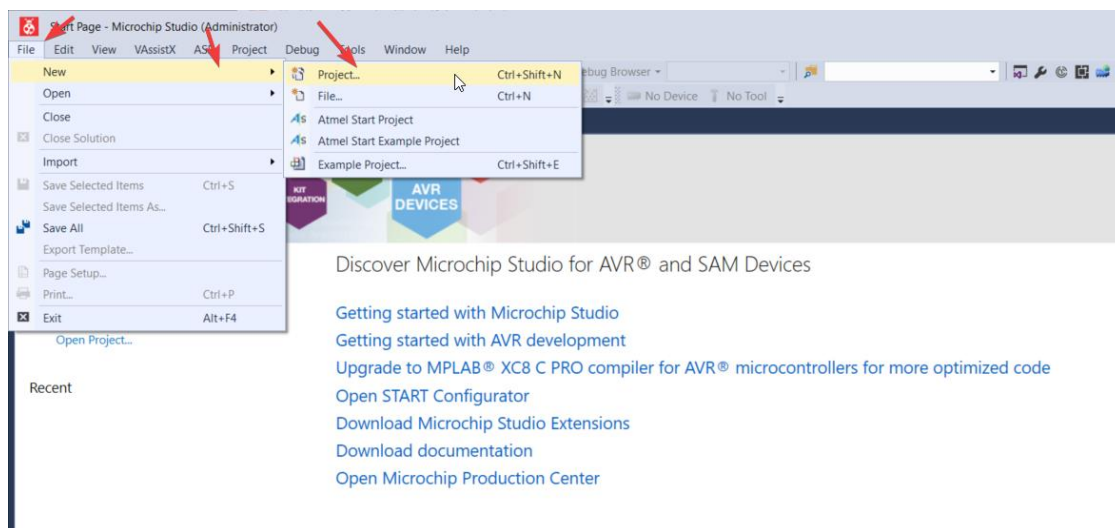 Start Page - Microchip Studio (Administrator)
File Edit View VAssistX ASF Project Debug Tools Window Help
New
Open
Close
Close Solution
Import
Save Selected Items Ctrl+S
Save Selected Items As...
Save All Ctrl+Shift+S
Export Template...
Page Setup...
Print... Ctrl+P
Exit Alt+F4
Project... Ctrl+Shift+N
File... Ctrl+N
Atmel Start Project
Atmel Start Example Project
Example Project... Ctrl+Shift+E
Debug Browser
No Device No Tool
KIT
AVR
DEVICES
Open Project...
Recent
Discover Microchip Studio for AVR® and SAM Devices
Getting started with Microchip Studio
Getting started with AVR development
Upgrade to MPLAB® XC8 C PRO compiler for AVR® microcontrollers for more optimized code
Open START Configurator
Download Microchip Studio Extensions
Download documentation
Open Microchip Production Center